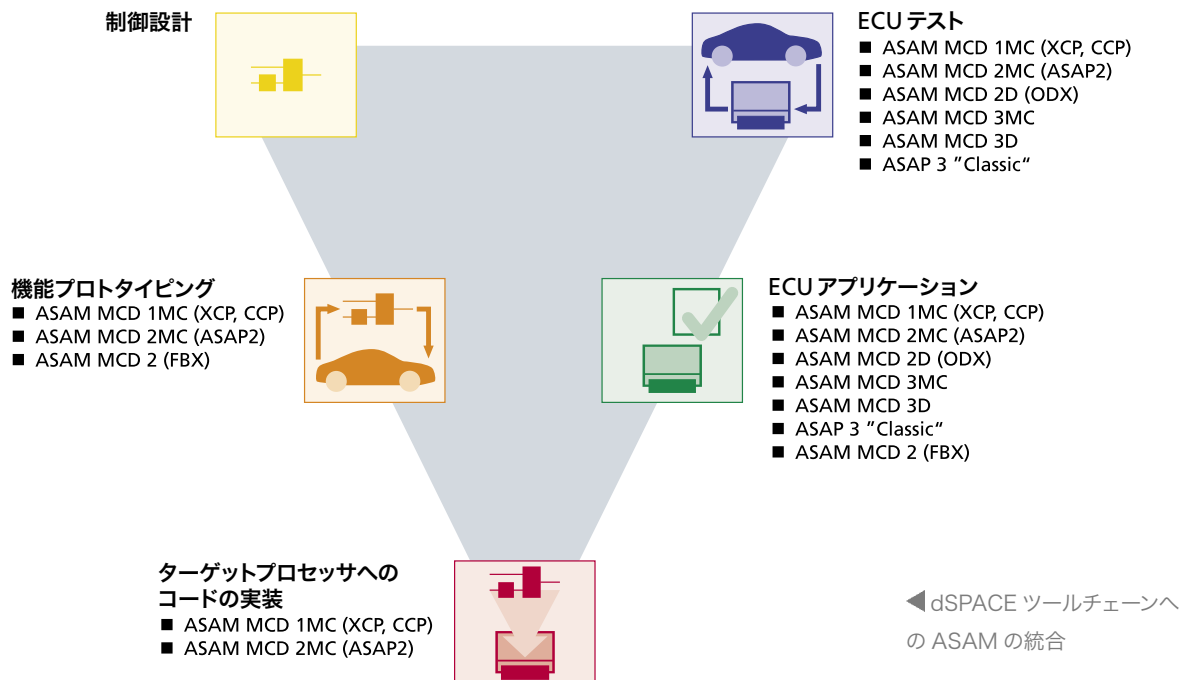 制御設計
ECU テスト
■ ASAM MCD 1MC (XCP, CCP)
■ ASAM MCD 2MC (ASAP2)
■ ASAM MCD 2D (ODX)
■ ASAM MCD 3MC
■ ASAM MCD 3D
■ ASAP 3 ”Classic“
機能プロトタイピング
■ ASAM MCD 1MC (XCP, CCP)
■ ASAM MCD 2MC (ASAP2)
■ ASAM MCD 2 (FBX)
ECU アプリケーション
■ ASAM MCD 1MC (XCP, CCP)
■ ASAM MCD 2MC (ASAP2)
■ ASAM MCD 2D (ODX)
■ ASAM MCD 3MC
■ ASAM MCD 3D
■ ASAP 3 ”Classic“
■ ASAM MCD 2 (FBX)
ターゲットプロセッサへの
コードの実装
■ ASAM MCD 1MC (XCP, CCP)
■ ASAM MCD 2MC (ASAP2)
◀ dSPACE ツールチェーンへ
の ASAM の統合